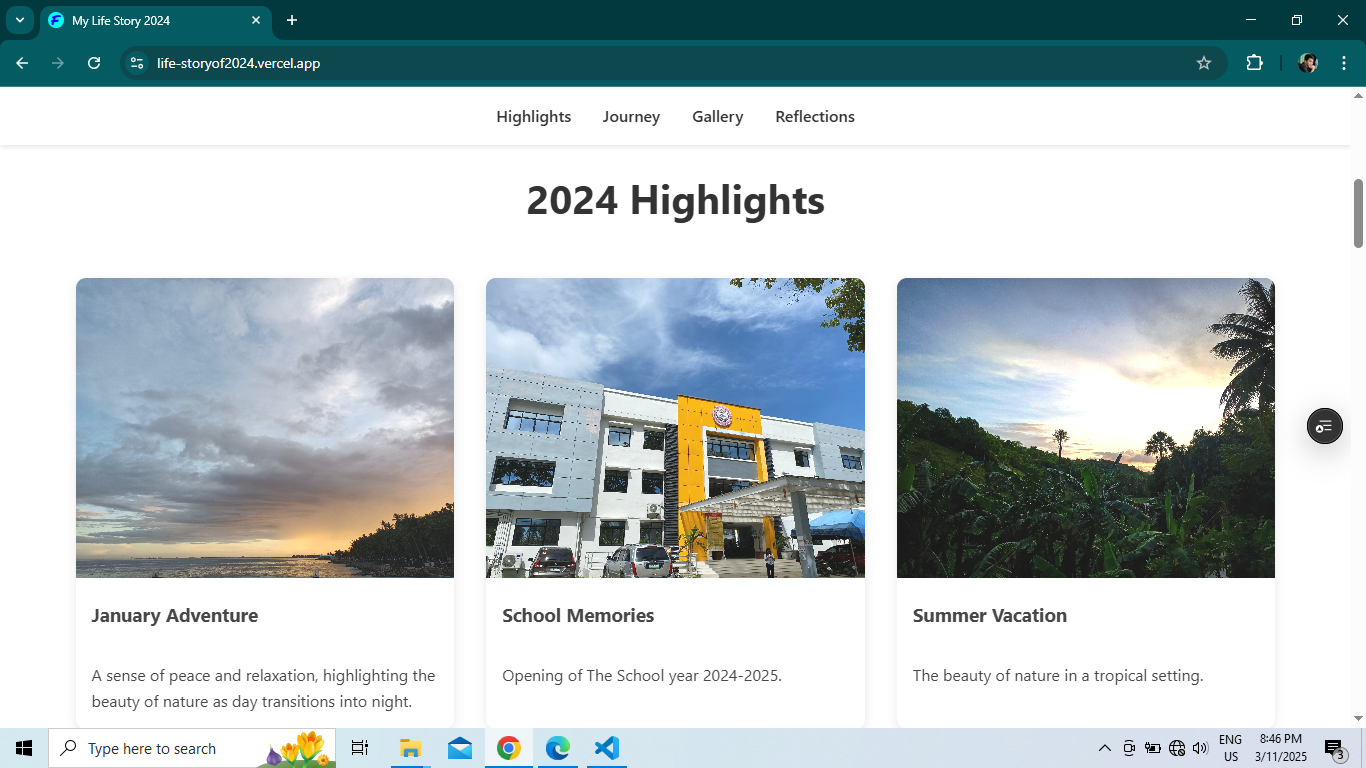 My Life Story 2024
life-storyof2024.vercel.app
Highlights Journey Gallery Reflections
2024 Highlights
January Adventure
A sense of peace and relaxation, highlighting the
beauty of nature as day transitions into night.
School Memories
Opening of The School year 2024-2025.
Summer Vacation
The beauty of nature in a tropical setting.
Type here to search
ENG
US
8:46 PM
3/11/2025
3